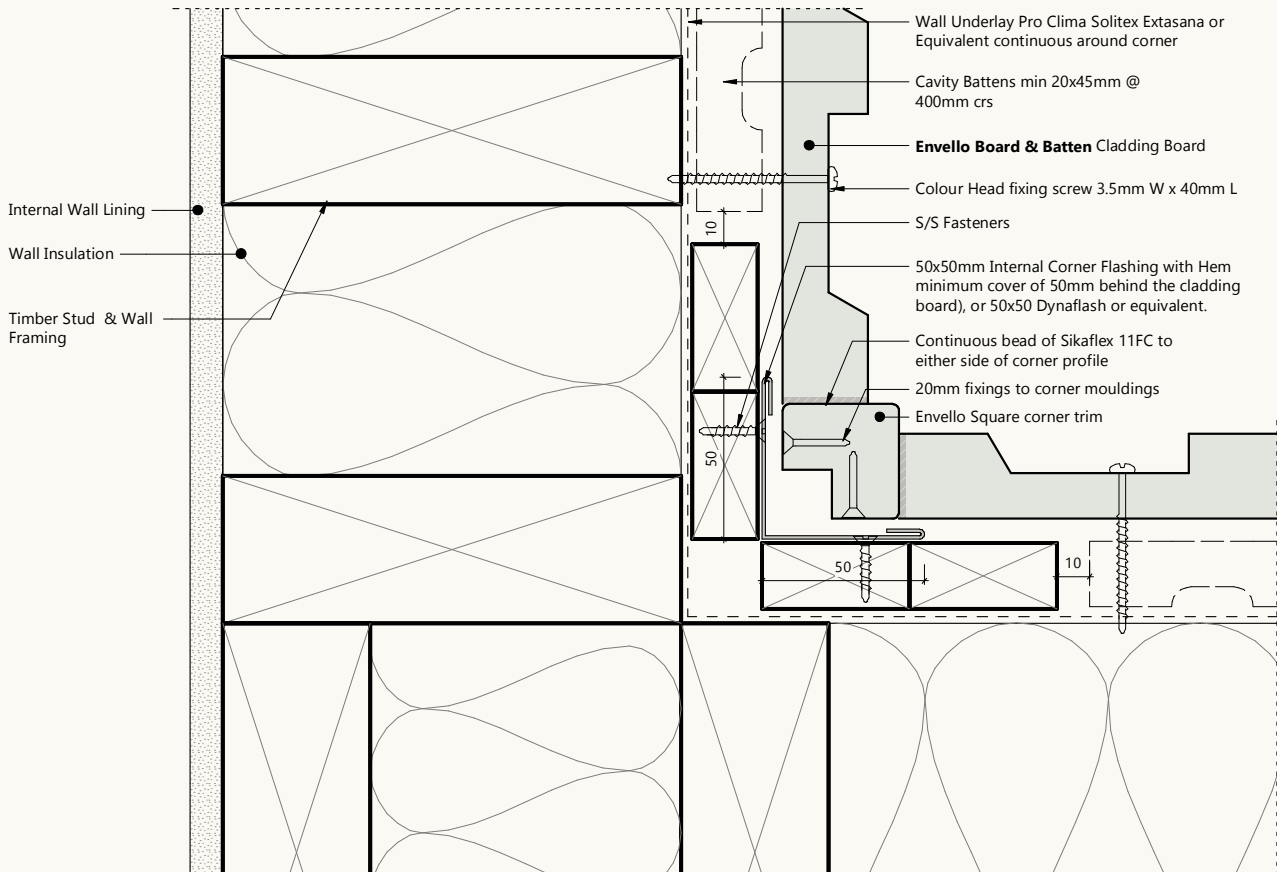 Wall Underlay Pro Clima Solitex Extasana or
Equivalent continuous around corner
Cavity Battens min 20x45mm @
400mm crs
Envello Board & Batten Cladding Board
Colour Head fixing screw 3.5mm W x 40mm L
S/S Fasteners
50x50mm Internal Corner Flashing with Hem
minimum cover of 50mm behind the cladding
board), or 50x50 Dynaflash or equivalent.
Continuous bead of Sikaflex 11FC to
either side of corner profile
20mm fixings to corner mouldings
Envello Square corner trim
Internal Wall Lining
Wall Insulation
Timber Stud & Wall
Framing
10
50
50
10